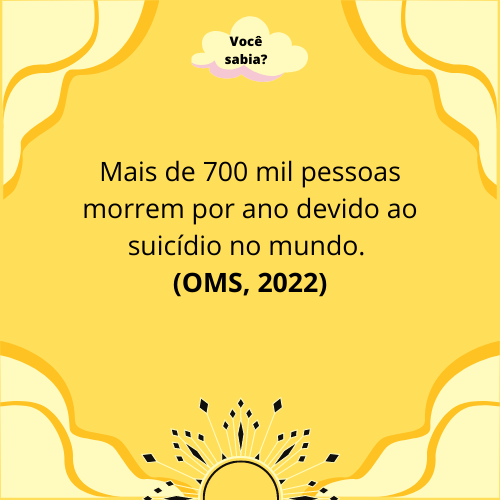 Você
sabia?
Mais de 700 mil pessoas
morrem por ano devido ao
suicídio no mundo.
(OMS, 2022)